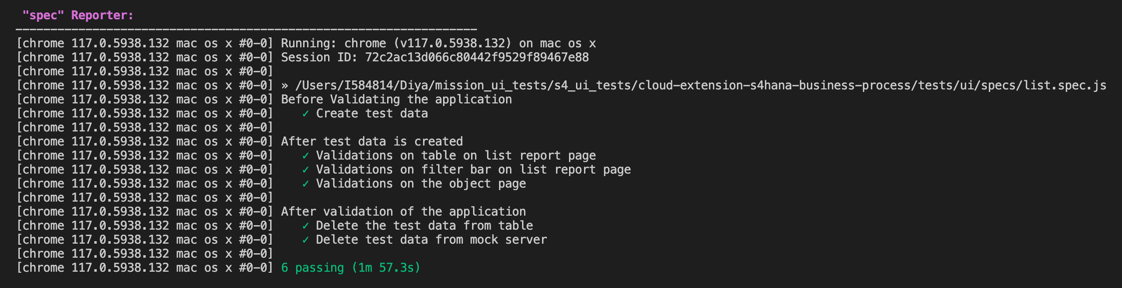 "spec" Reporter:
------------------------------------------------------------------
[chrome 117.0.5938.132 mac os x #0-0] Running: chrome (v117.0.5938.132) on mac os x
[chrome 117.0.5938.132 mac os x #0-0] Session ID: 72c2ac13d066c80442f9529f89467e88
[chrome 117.0.5938.132 mac os x #0-0]
[chrome 117.0.5938.132 mac os x #0-0] » /Users/I584814/Diya/mission_ui_tests/s4_ui_tests/cloud-extension-s4hana-business-process/tests/ui/specs/list.spec.js
[chrome 117.0.5938.132 mac os x #0-0] Before Validating the application
[chrome 117.0.5938.132 mac os x #0-0]    ✓ Create test data
[chrome 117.0.5938.132 mac os x #0-0]
[chrome 117.0.5938.132 mac os x #0-0] After test data is created
[chrome 117.0.5938.132 mac os x #0-0]    ✓ Validations on table on list report page
[chrome 117.0.5938.132 mac os x #0-0]    ✓ Validations on filter bar on list report page
[chrome 117.0.5938.132 mac os x #0-0]    ✓ Validations on the object page
[chrome 117.0.5938.132 mac os x #0-0]
[chrome 117.0.5938.132 mac os x #0-0] After validation of the application
[chrome 117.0.5938.132 mac os x #0-0]    ✓ Delete the test data from table
[chrome 117.0.5938.132 mac os x #0-0]    ✓ Delete test data from mock server
[chrome 117.0.5938.132 mac os x #0-0]
[chrome 117.0.5938.132 mac os x #0-0] 6 passing (1m 57.3s)